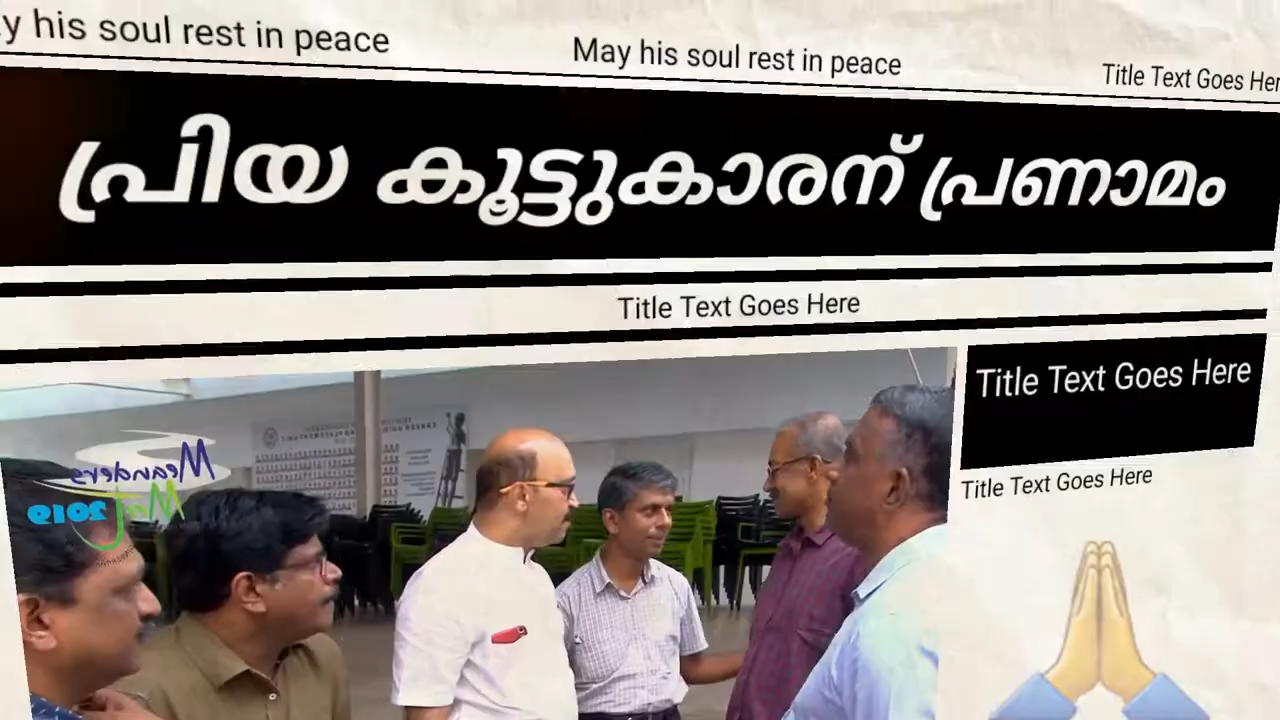 y his soul rest in peace
May his soul rest in peace
Title Text Goes Her
പ്രിയ കൂട്ടുകാരന് പ്രണാമം
Title Text Goes Here
Title Text Goes Here
Title Text Goes Here
Meanders
2019